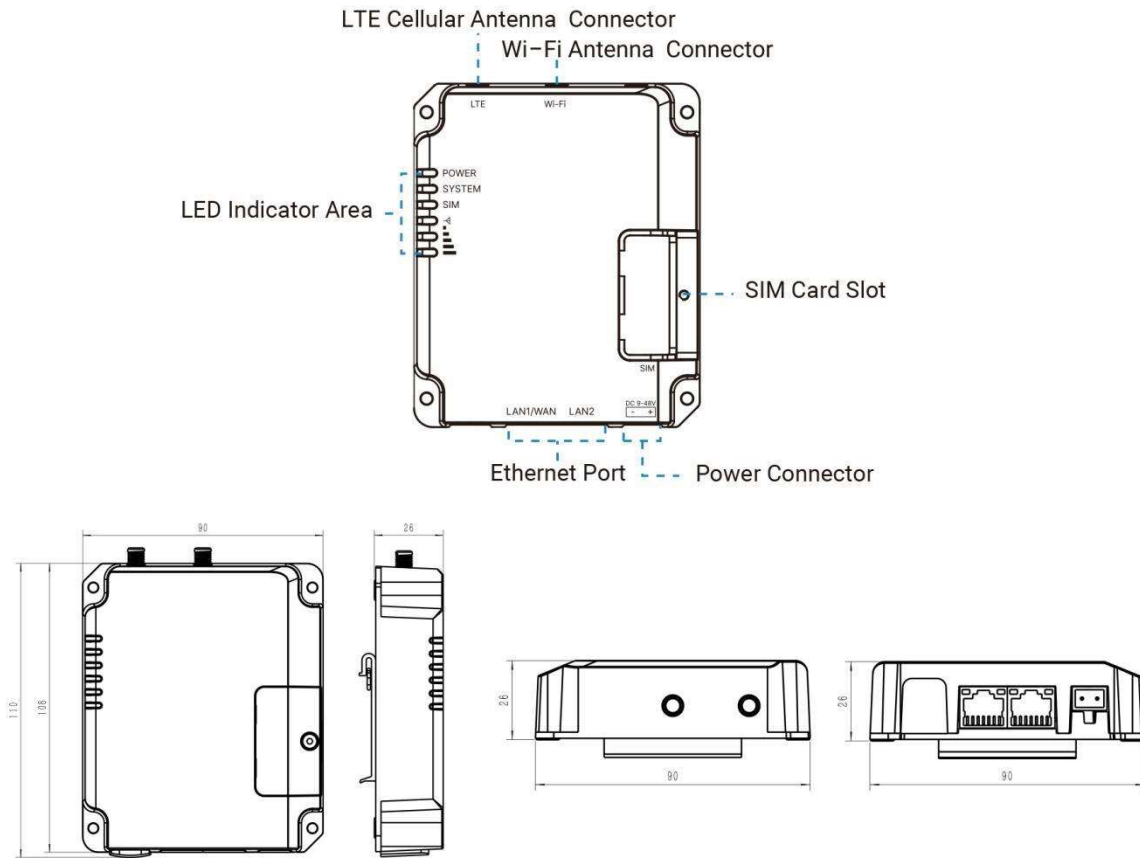 LTE Cellular Antenna Connector
Wi-Fi Antenna Connector
LTE Wi-Fi
POWER
SYSTEM
SIM
LED Indicator Area
SIM Card Slot
SIM
DC 9-48V
- +
LAN1/WAN LAN2
Ethernet Port Power Connector
90 26
110 108
26 90
26 90